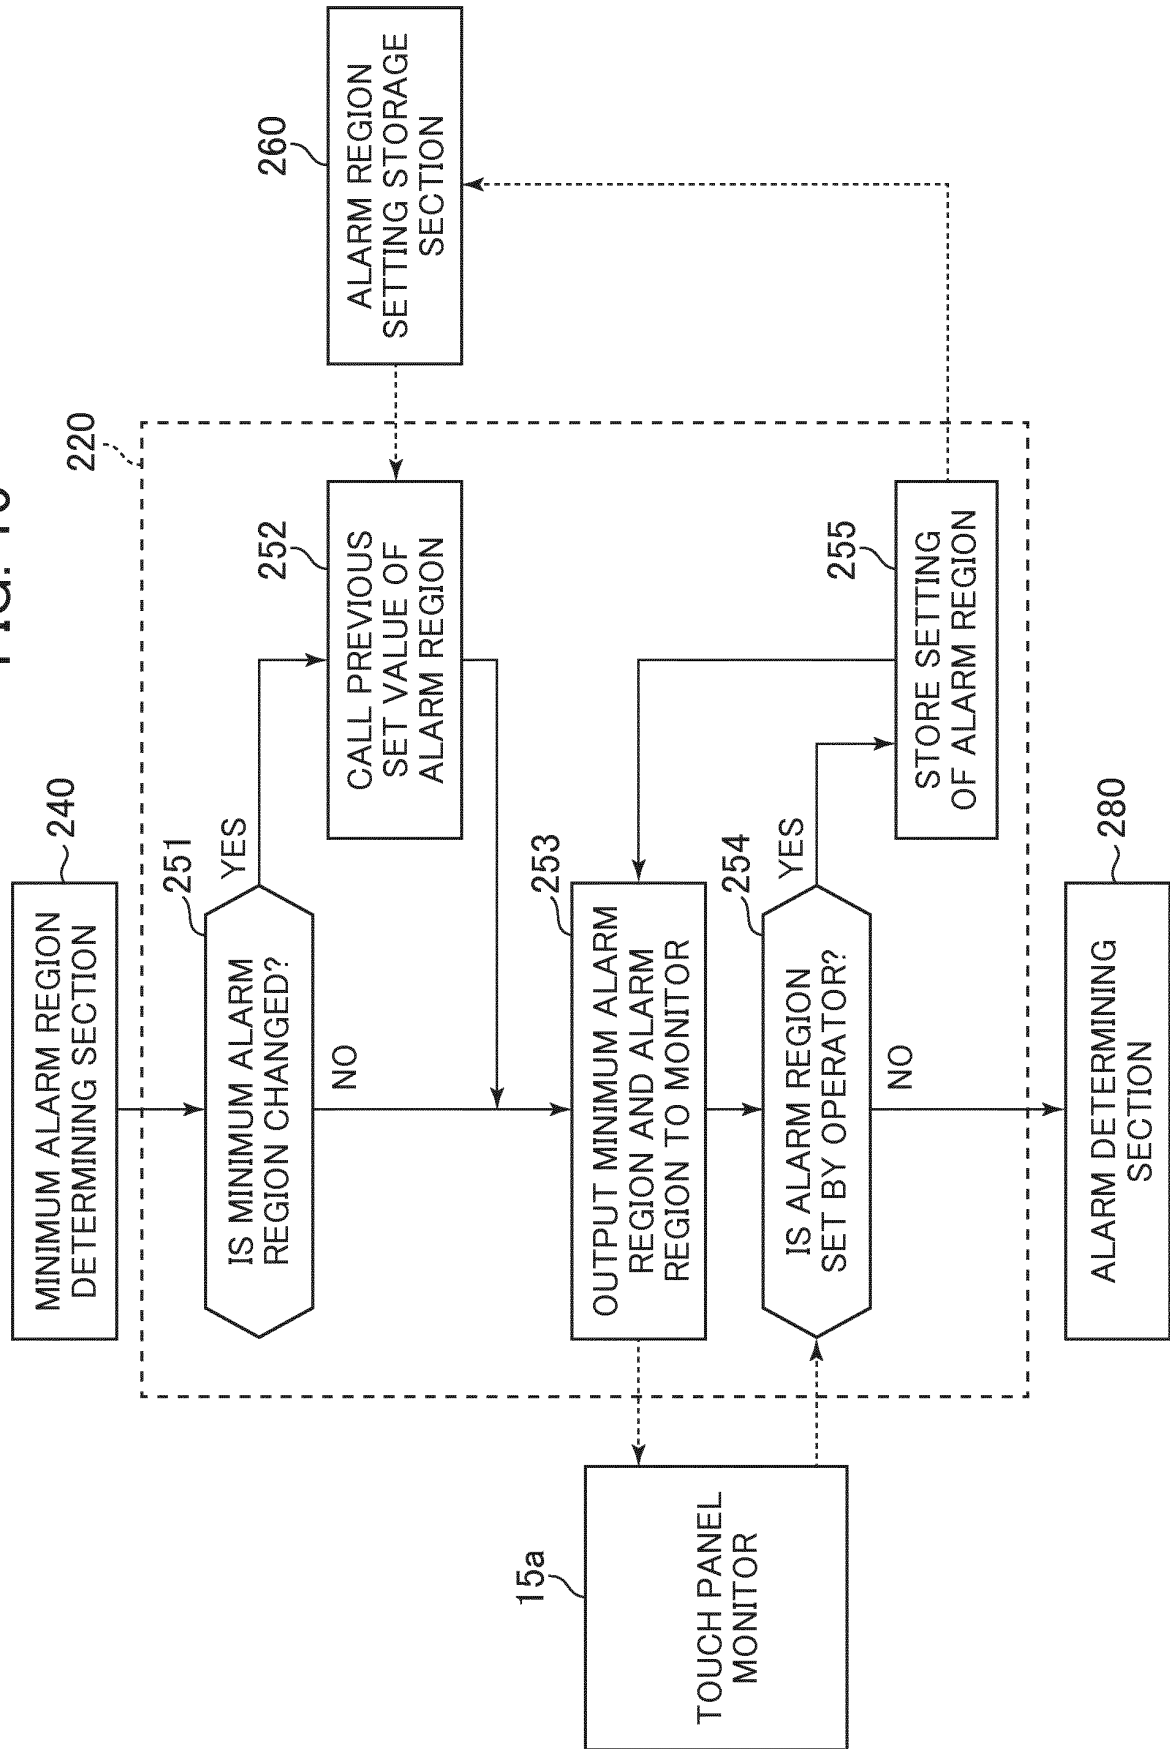 FIG.
240
MINIMUM ALARM REGION
DETERMINING SECTION
220
251
IS MINIMUM ALARM
REGION CHANGED?
YES
NO
252
CALL PREVIOUS
SET VALUE OF
ALARM REGION
260
ALARM REGION
SETTING STORAGE
SECTION
15a
TOUCH PANEL
MONITOR
253
OUTPUT MINIMUM ALARM
REGION AND ALARM
REGION TO MONITOR
254
IS ALARM REGION
SET BY OPERATOR?
YES
NO
255
STORE SETTING
OF ALARM REGION
280
ALARM DETERMINING
SECTION